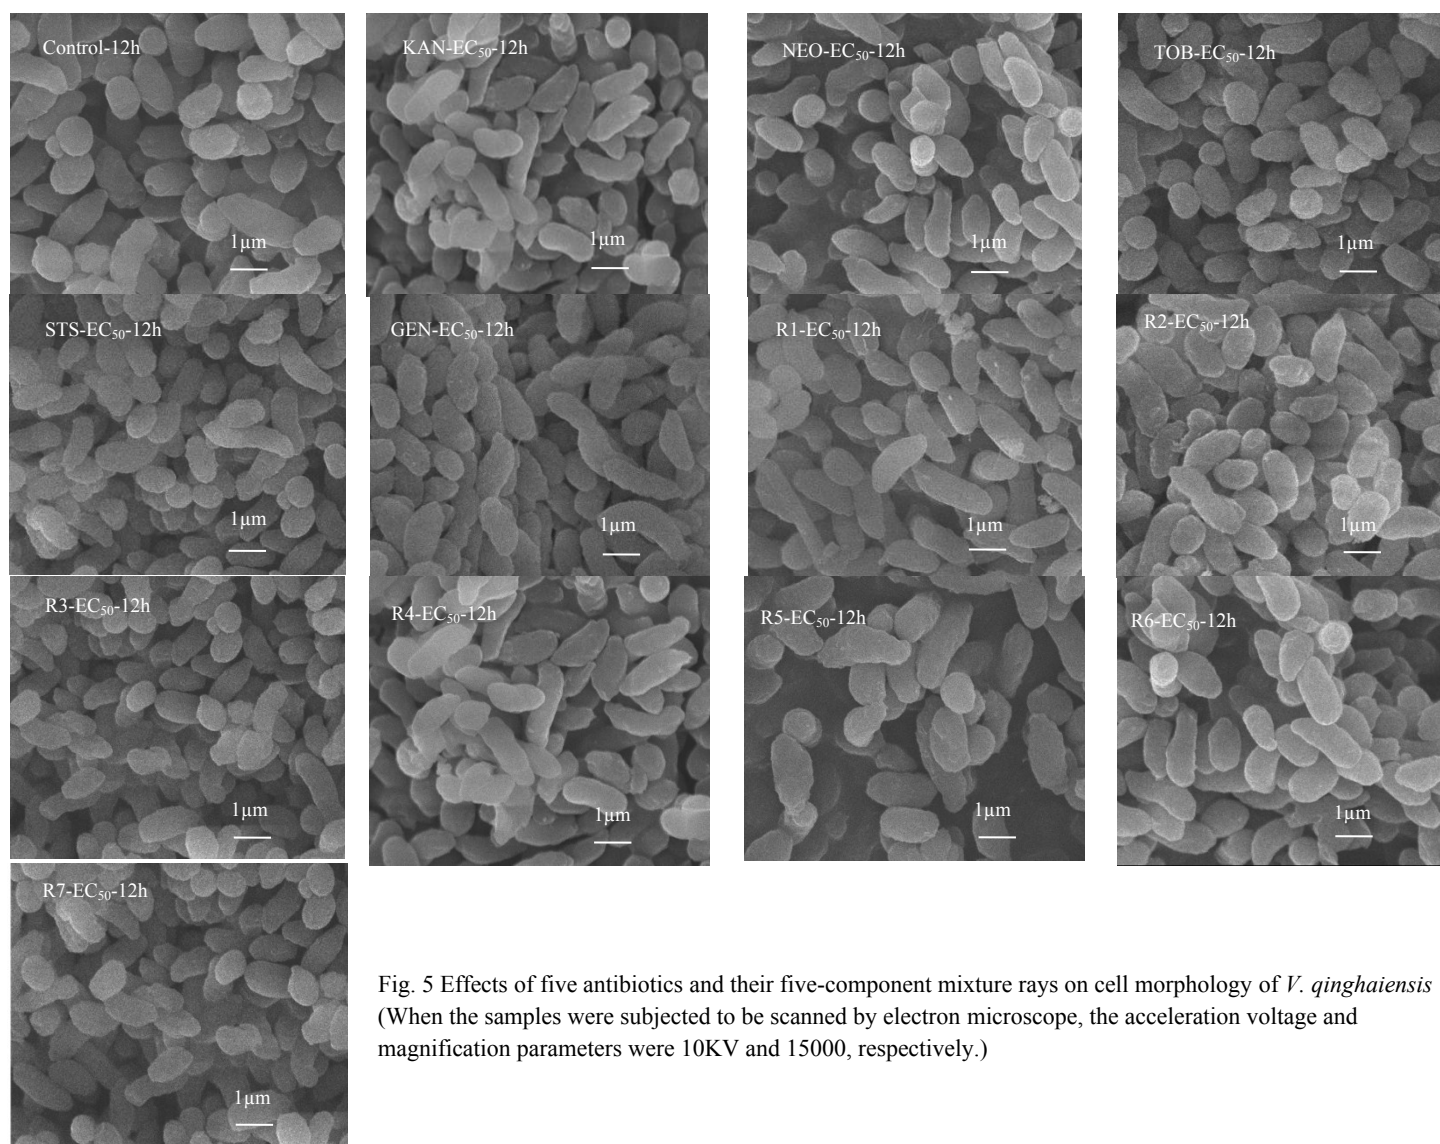 Control-12h
1μm
KAN-EC50-12h
1μm
NEO-EC50-12h
1μm
TOB-EC50-12h
1μm
STS-EC50-12h
1μm
GEN-EC50-12h
1μm
R1-EC50-12h
1μm
R2-EC50-12h
1μm
R3-EC50-12h
1μm
R4-EC50-12h
1μm
R5-EC50-12h
1μm
R6-EC50-12h
1μm
R7-EC50-12h
1μm
Fig. 5 Effects of five antibiotics and their five-component mixture rays on cell morphology of V. qinghaiensis
(When the samples were subjected to be scanned by electron microscope, the acceleration voltage and
magnification parameters were 10KV and 15000, respectively.)